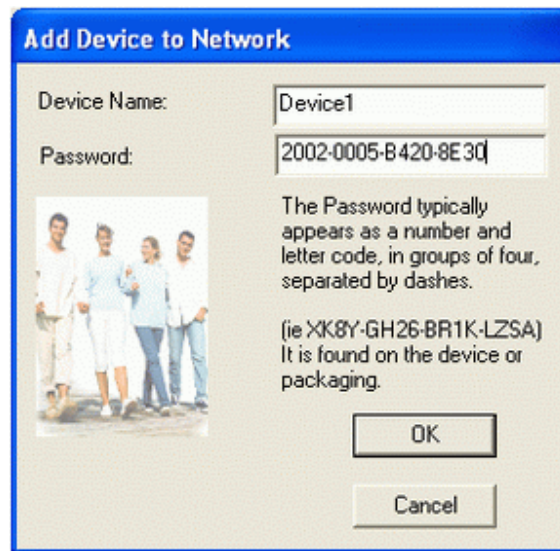 Add Device to Network
Device Name:
Device1
Password:
2002-0005-B420-8E30
The Password typically
appears as a number and
letter code, in groups of four,
separated by dashes.
(ie XK8Y-GH26-BR1K-LZSA)
It is found on the device or
packaging.
OK
Cancel